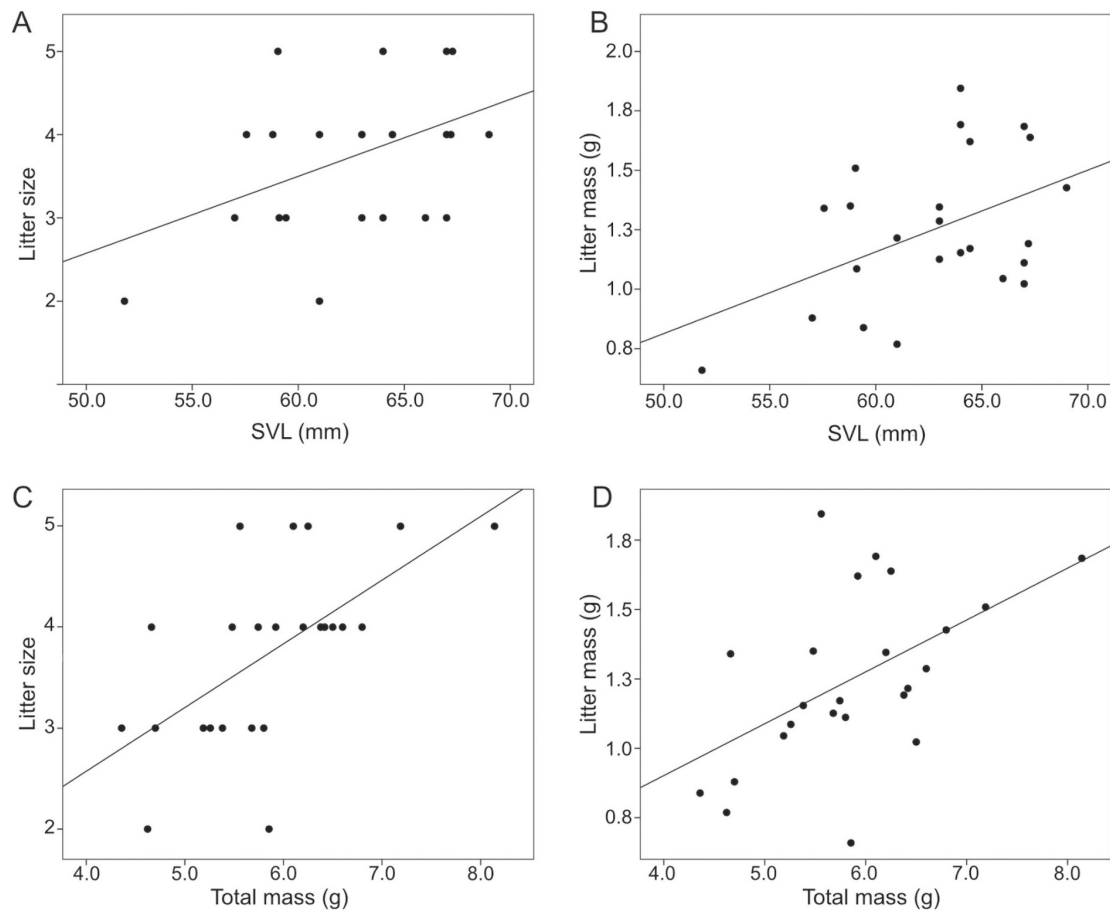 A
Litter size
5
4
3
2
50.0 55.0 60.0 65.0 70.0
SVL (mm)
B
Litter mass (g)
2.0
1.8
1.5
1.3
1.0
0.8
50.0 55.0 60.0 65.0 70.0
SVL (mm)
C
Litter size
5
4
3
2
4.0 5.0 6.0 7.0 8.0
Total mass (g)
D
Litter mass (g)
1.8
1.5
1.3
1.0
0.8
4.0 5.0 6.0 7.0 8.0
Total mass (g)